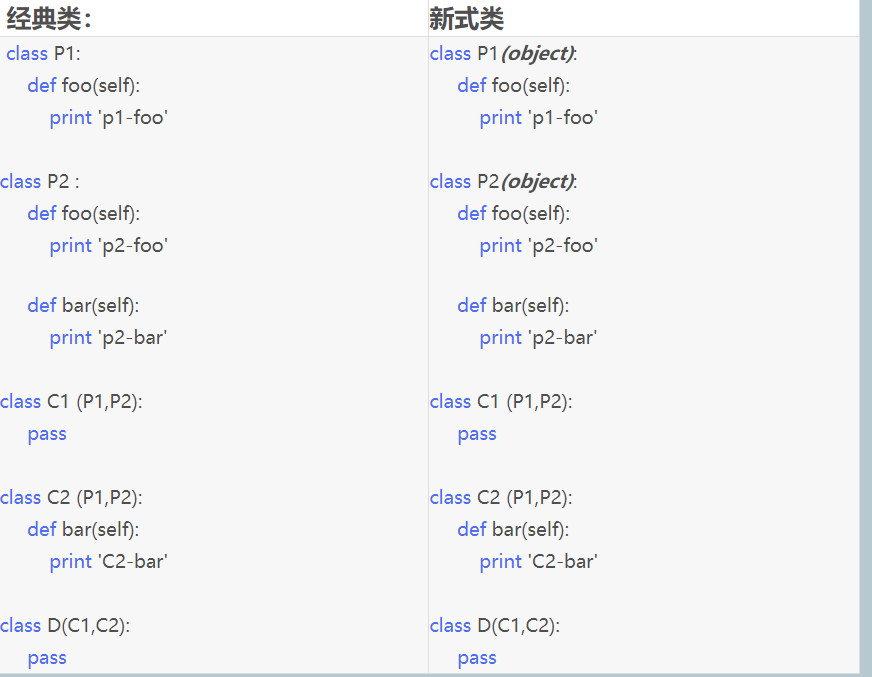 经典类：
class P1:
def foo(self):
print 'p1-foo'
class P2 :
def foo(self):
print 'p2-foo'
def bar(self):
print 'p2-bar'
class C1 (P1,P2):
pass
class C2 (P1,P2):
def bar(self):
print 'C2-bar'
class D(C1,C2):
pass
新式类
class P1(object):
def foo(self):
print 'p1-foo'
class P2(object):
def foo(self):
print 'p2-foo'
def bar(self):
print 'p2-bar'
class C1 (P1,P2):
pass
class C2 (P1,P2):
def bar(self):
print 'C2-bar'
class D(C1,C2):
pass